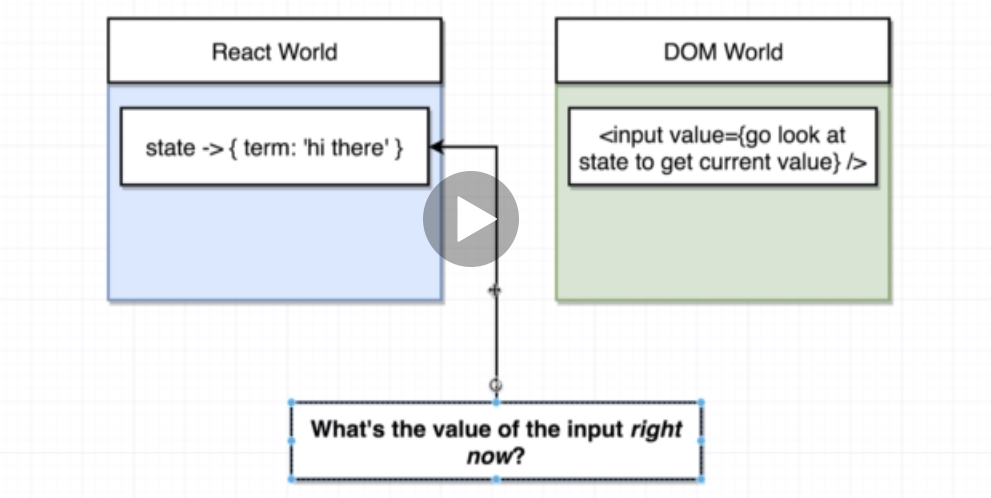 React World
state -> { term: 'hi there' }
DOM World
<input value={go look at
state to get current value} />
What's the value of the input right
now?